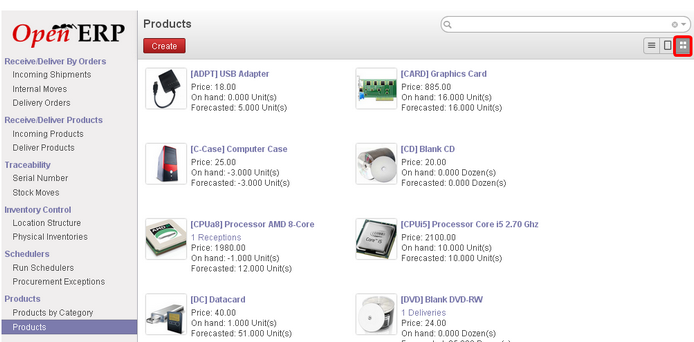 Open ERP
Receive/Deliver By Orders
Incoming Shipments
Internal Moves
Delivery Orders
Receive/Deliver Products
Incoming Products
Deliver Products
Traceability
Serial Number
Stock Moves
Inventory Control
Location Structure
Physical Inventories
Schedulers
Run Schedulers
Procurement Exceptions
Products
Products by Category
Products
Products
Create
[ADPT] USB Adapter
Price: 18.00
On hand: 0.000 Unit(s)
Forecasted: 5.000 Unit(s)
[CARD] Graphics Card
Price: 885.00
On hand: 16.000 Unit(s)
Forecasted: 16.000 Unit(s)
[C-Case] Computer Case
Price: 25.00
On hand: -3.000 Unit(s)
Forecasted: -3.000 Unit(s)
[CD] Blank CD
Price: 20.00
On hand: 0.000 Dozen(s)
Forecasted: 0.000 Dozen(s)
[CPUa8] Processor AMD 8-Core
1 Receptions
Price: 1980.00
On hand: -1.000 Unit(s)
Forecasted: 12.000 Unit(s)
[CPUi5] Processor Core i5 2.70 Ghz
Price: 2100.00
On hand: 10.000 Unit(s)
Forecasted: 10.000 Unit(s)
[DC] Datacard
Price: 40.00
On hand: 1.000 Unit(s)
Forecasted: 51.000 Unit(s)
[DVD] Blank DVD-RW
1 Deliveries
Price: 24.00
On hand: 0.000 Dozen(s)